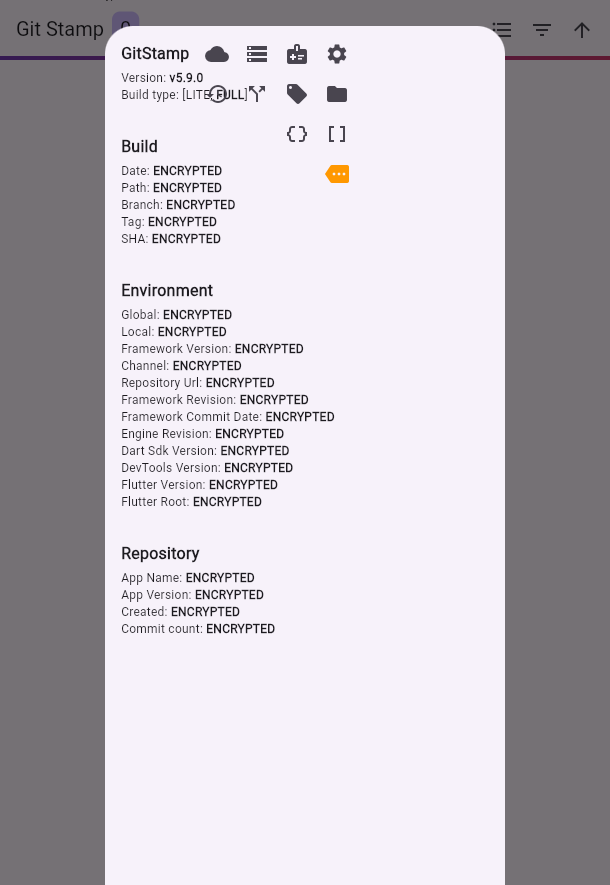 Git Stamp
GitStamp
Version: v5.9.0
Build type: [LITE, FULL]
Build
Date: ENCRYPTED
Path: ENCRYPTED
Branch: ENCRYPTED
Tag: ENCRYPTED
SHA: ENCRYPTED
Environment
Global: ENCRYPTED
Local: ENCRYPTED
Framework Version: ENCRYPTED
Channel: ENCRYPTED
Repository Url: ENCRYPTED
Framework Revision: ENCRYPTED
Framework Commit Date: ENCRYPTED
Engine Revision: ENCRYPTED
Dart Sdk Version: ENCRYPTED
DevTools Version: ENCRYPTED
Flutter Version: ENCRYPTED
Flutter Root: ENCRYPTED
Repository
App Name: ENCRYPTED
App Version: ENCRYPTED
Created: ENCRYPTED
Commit count: ENCRYPTED